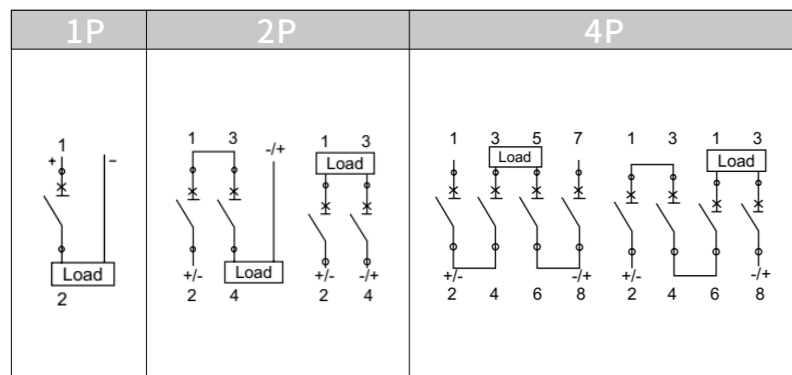 1P 2P 4P
1 + − Load 2
1 3 -/+ +/- Load 2 4
1 3 Load +/- -/+ 2 4
1 3 5 7 Load +/- -/+ 2 4 6 8
1 3 1 3 Load +/- -/+ 2 4 6 8